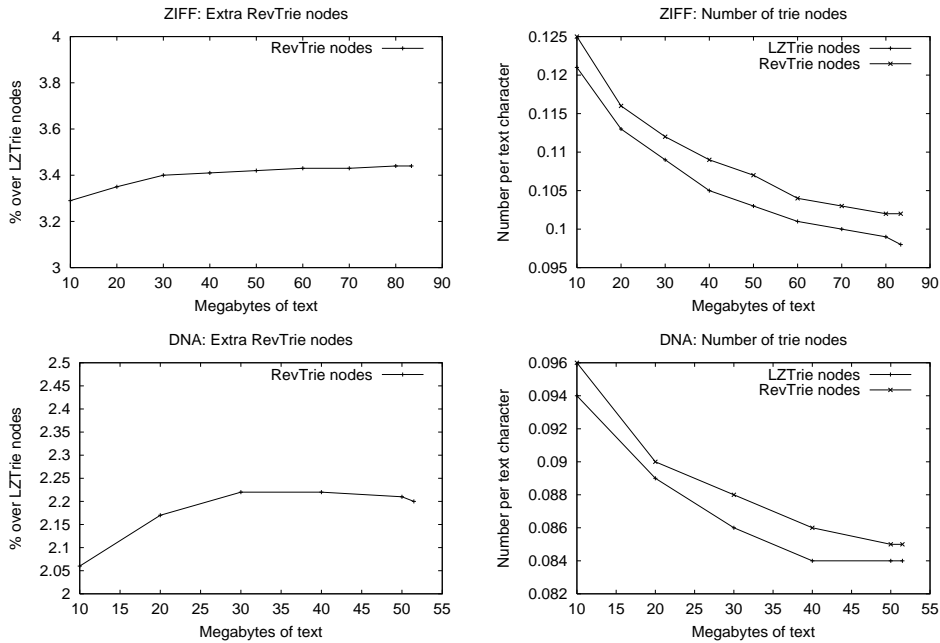 ZIFF: Extra RevTrie nodes
RevTrie nodes
% over LZTrie nodes
4
3.8
3.6
3.4
3.2
3
10 20 30 40 50 60 70 80 90
Megabytes of text
ZIFF: Number of trie nodes
LZTrie nodes
RevTrie nodes
Number per text character
0.125
0.12
0.115
0.11
0.105
0.1
0.095
10 20 30 40 50 60 70 80 90
Megabytes of text
DNA: Extra RevTrie nodes
RevTrie nodes
% over LZTrie nodes
2.5
2.45
2.4
2.35
2.3
2.25
2.2
2.15
2.1
2.05
2
10 15 20 25 30 35 40 45 50 55
Megabytes of text
DNA: Number of trie nodes
LZTrie nodes
RevTrie nodes
Number per text character
0.096
0.094
0.092
0.09
0.088
0.086
0.084
0.082
10 15 20 25 30 35 40 45 50 55
Megabytes of text